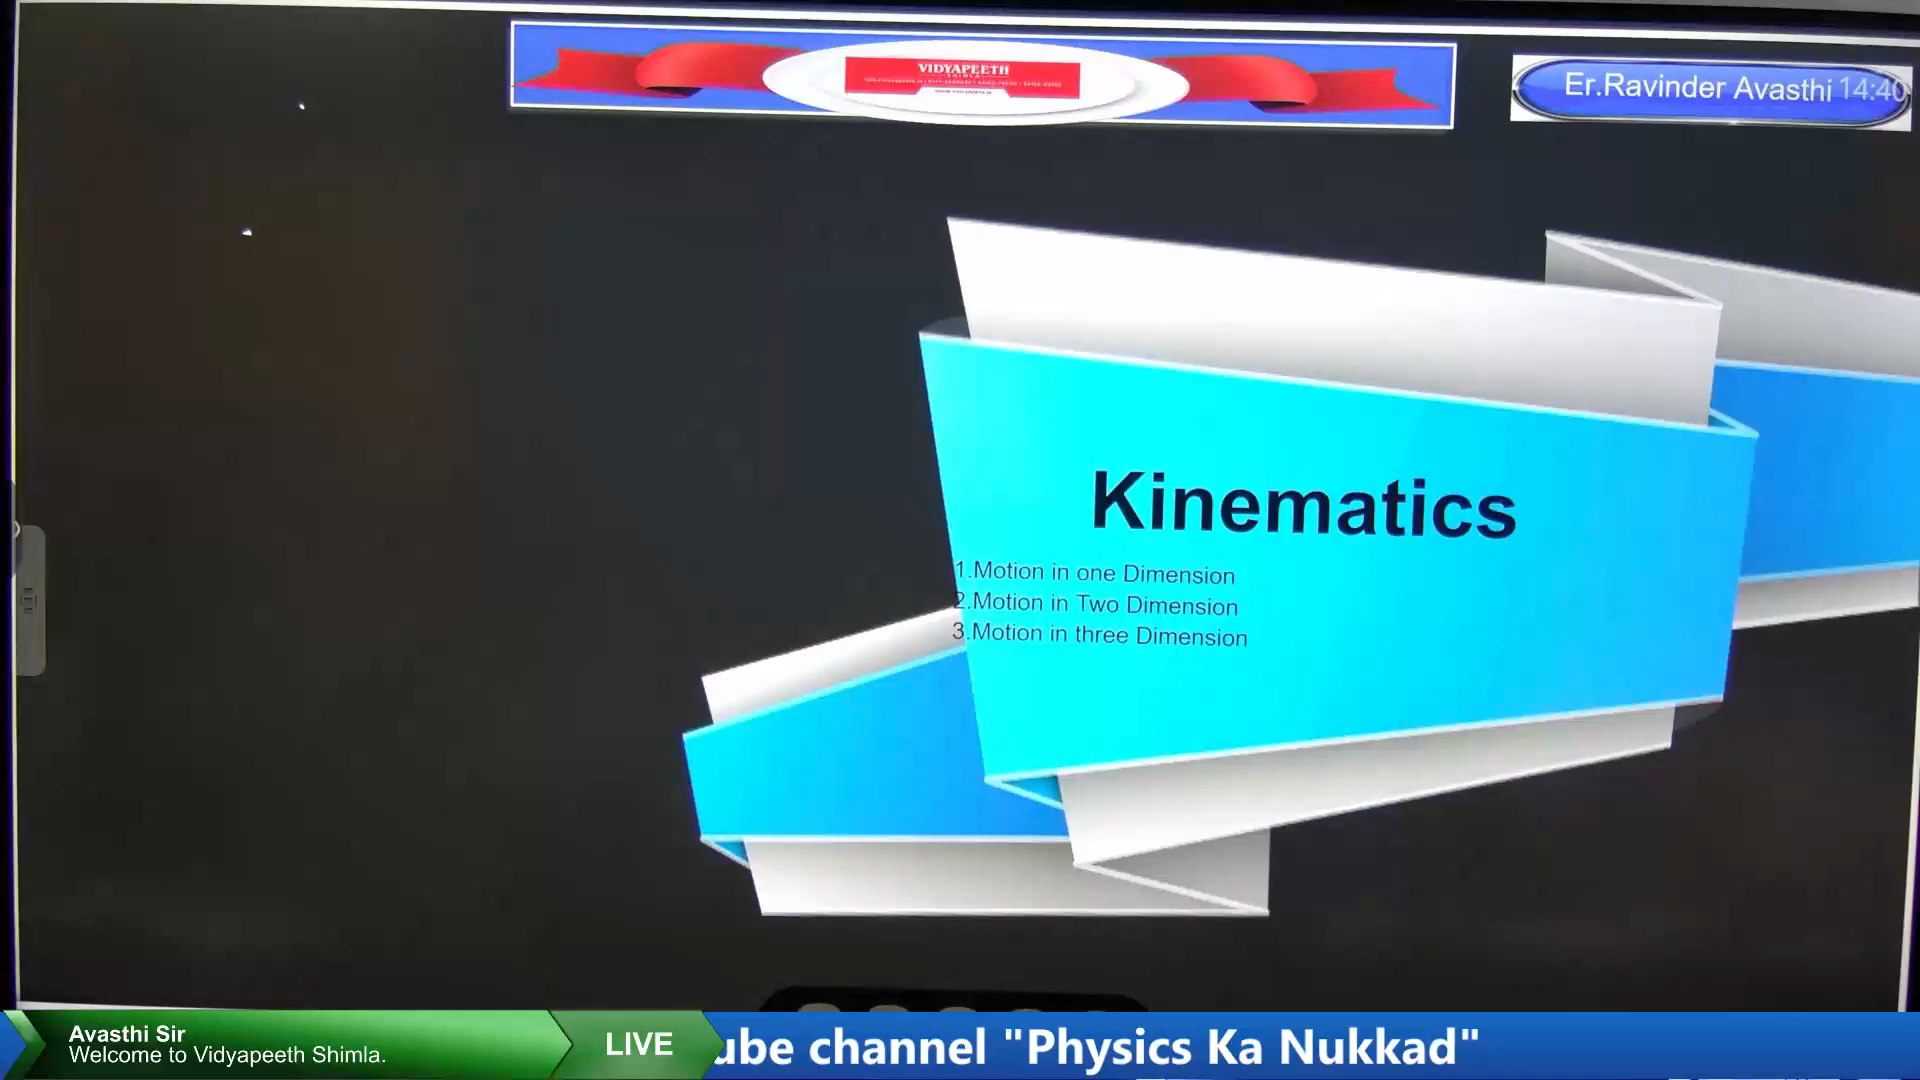 VIDYAPEETH
SHIMLA
Er.Ravinder Avasthi 14:40
Kinematics
1.Motion in one Dimension
2.Motion in Two Dimension
3.Motion in three Dimension
Avasthi Sir
Welcome to Vidyapeeth Shimla.
LIVE
ube channel "Physics Ka Nukkad"